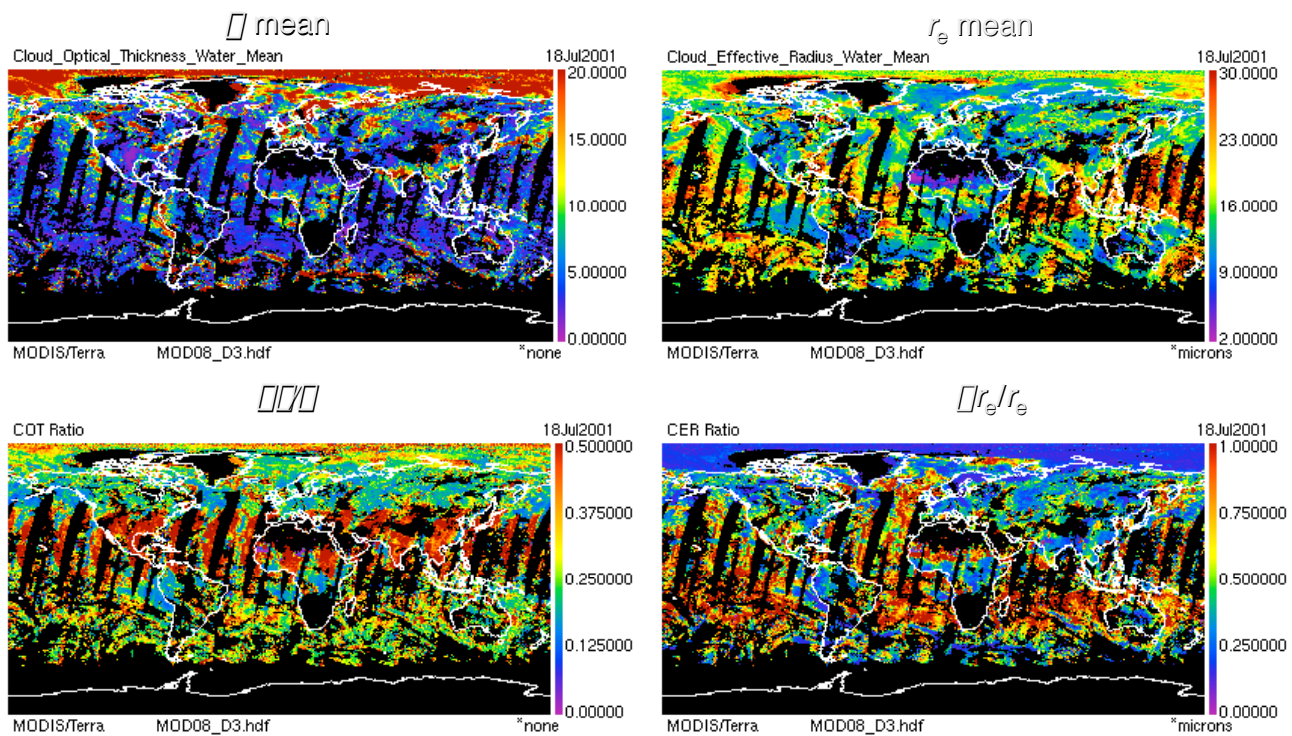 ▯ mean
Cloud_Optical_Thickness_Water_Mean 18Jul2001
20.0000
15.0000
10.0000
5.00000
0.00000
MODIS/Terra MOD08_D3.hdf *none
re mean
Cloud_Effective_Radius_Water_Mean 18Jul2001
30.0000
23.0000
16.0000
9.00000
2.00000
MODIS/Terra MOD08_D3.hdf *microns
▯▯/▯
COT Ratio 18Jul2001
0.500000
0.375000
0.250000
0.125000
0.00000
MODIS/Terra MOD08_D3.hdf *none
▯re/re
CER Ratio 18Jul2001
1.00000
0.750000
0.500000
0.250000
0.00000
MODIS/Terra MOD08_D3.hdf *microns